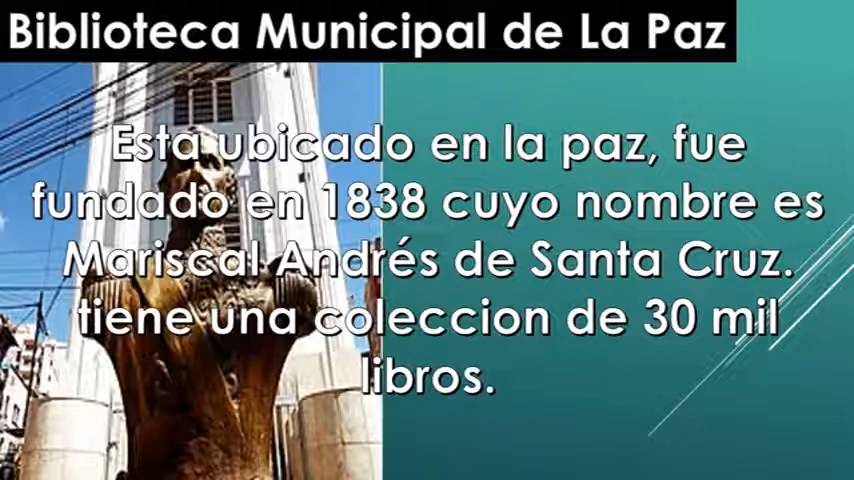 Biblioteca Municipal de La Paz
Esta ubicado en la paz, fue
fundado en 1838 cuyo nombre es
Mariscal Andrés de Santa Cruz.
tiene una coleccion de 30 mil
libros.